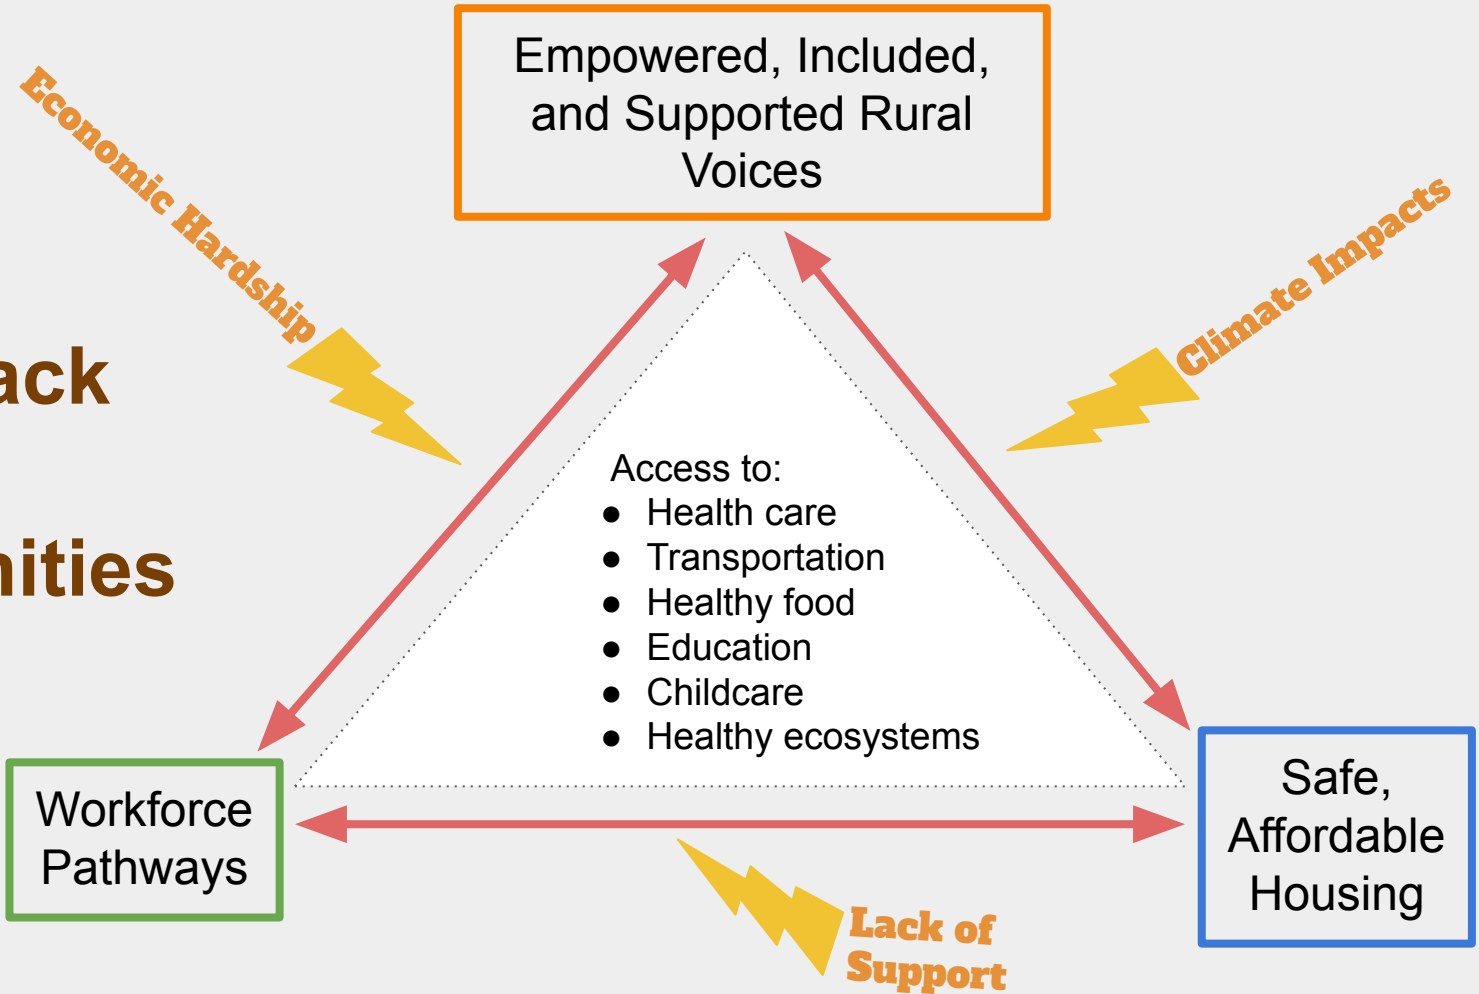 Empowered, Included,
and Supported Rural
Voices
Economic Hardship
Climate Impacts
ack
nities
Access to:
● Health care
● Transportation
● Healthy food
● Education
● Childcare
● Healthy ecosystems
Workforce
Pathways
Safe,
Affordable
Housing
Lack of
Support